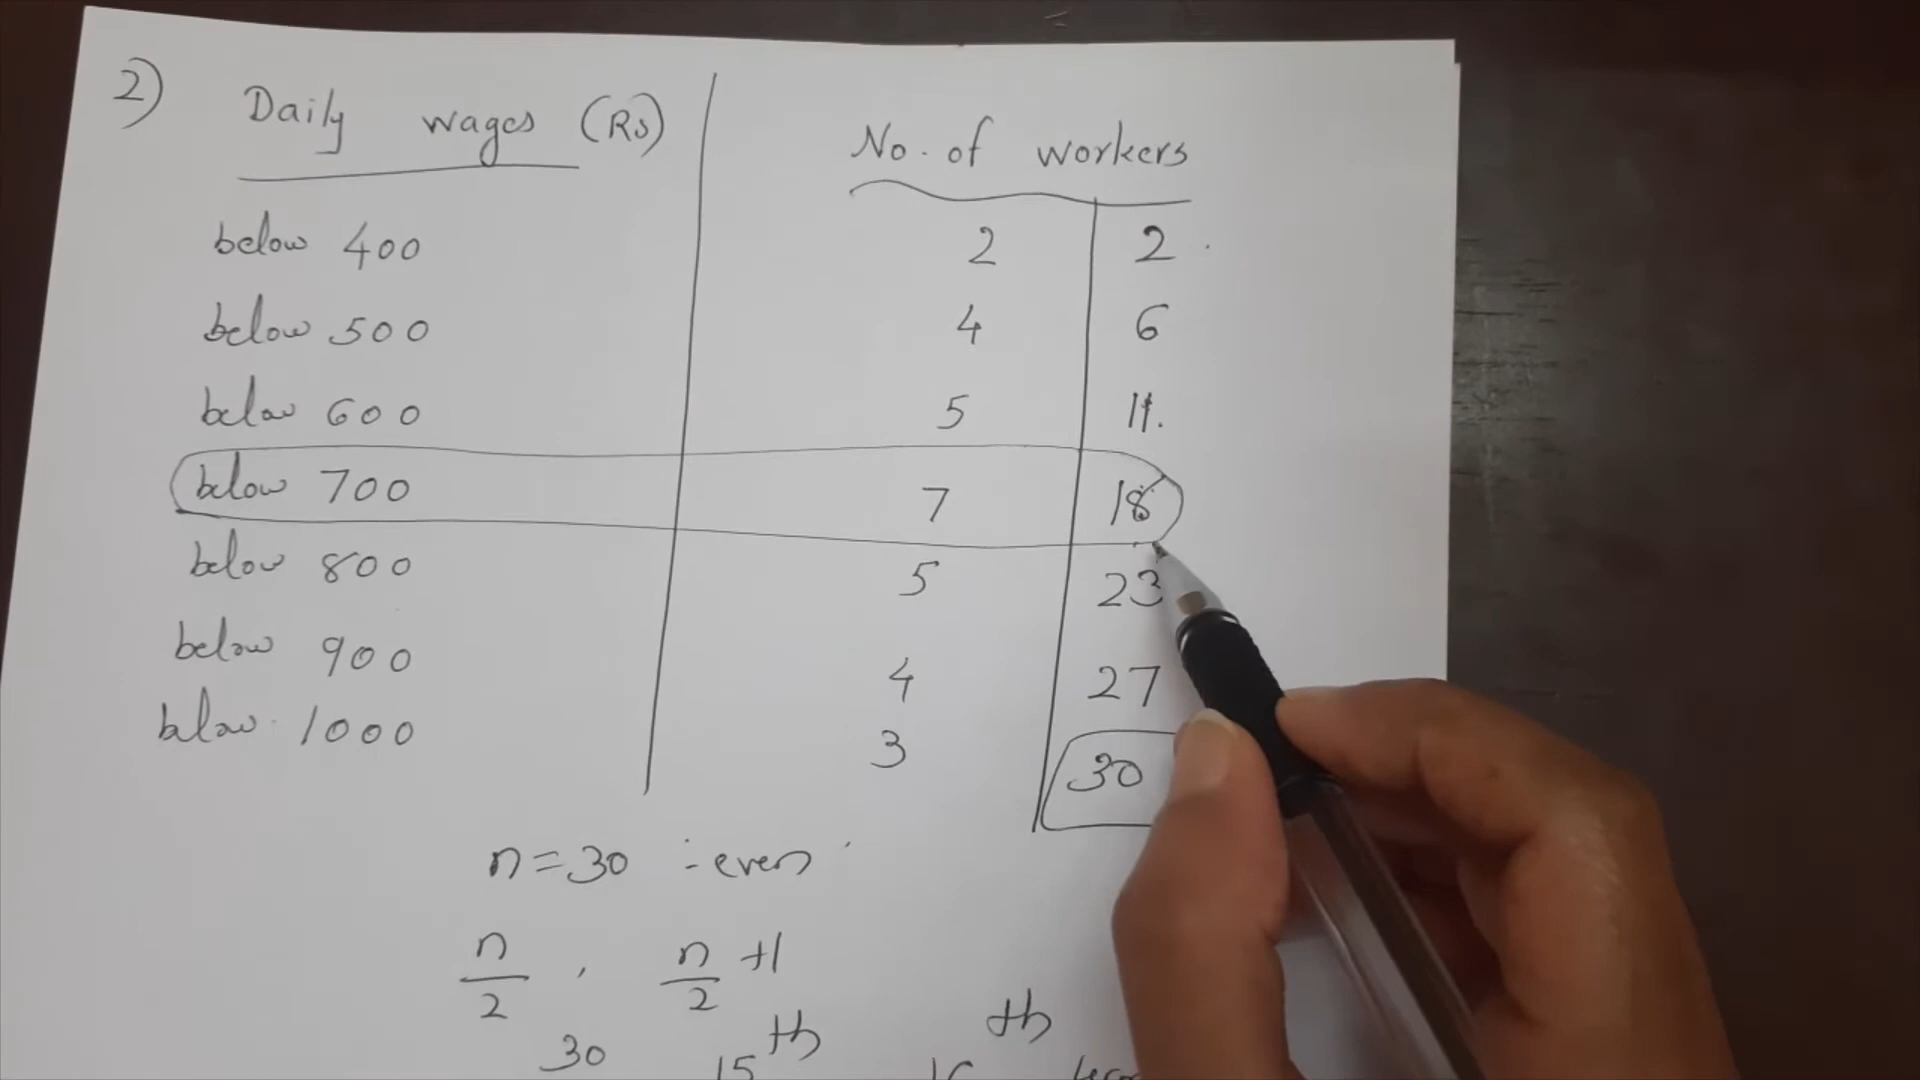 2) Daily wages (Rs) No. of workers
below 400 2 2
below 500 4 6
below 600 5 11.
below 700 7 18
below 800 5 23
below 900 4 27
below 1000 3 30
n=30 :- even
n/2 , n/2 +1
30 15th 16 th